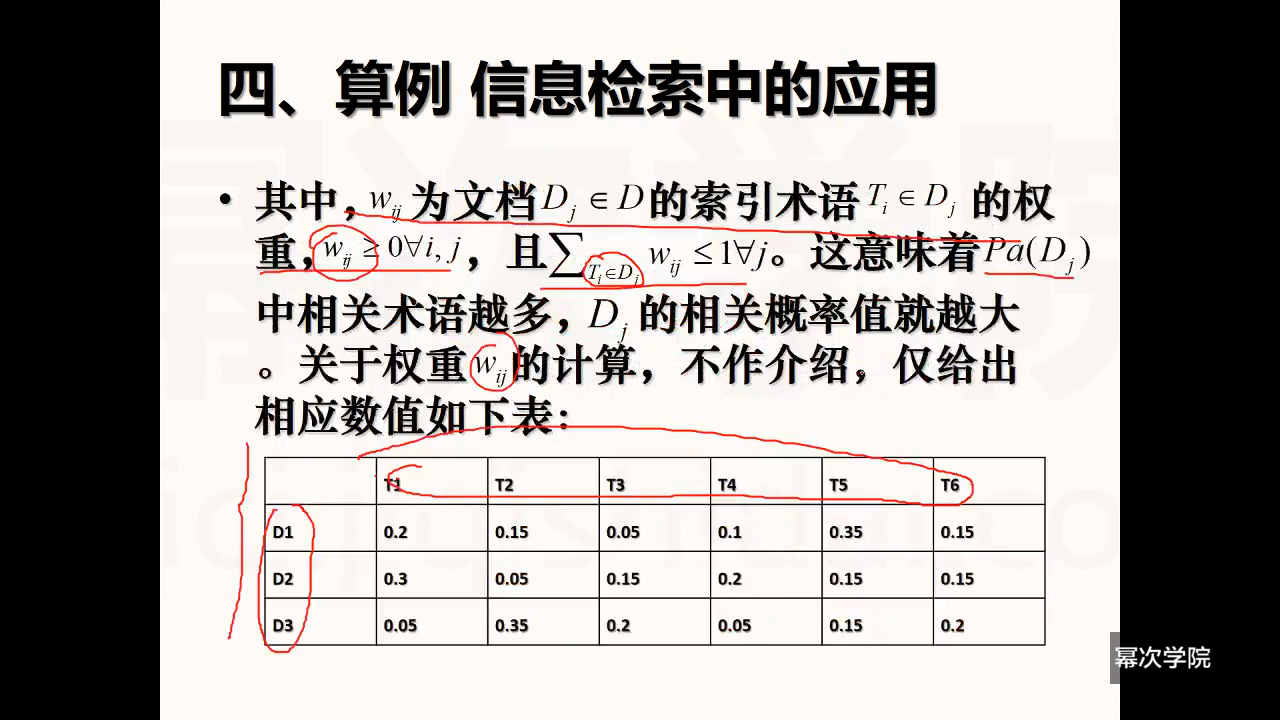 四、算例 信息检索中的应用
• 其中，w_ij 为文档 D_j ∈ D 的索引术语 T_i ∈ D_j 的权
重，w_ij ≥ 0∀i, j ，且 ∑_{T_i∈D_j} w_ij ≤ 1∀j。这意味着 Pa(D_j)
中相关术语越多，D_j 的相关概率值就越大
。关于权重 w_ij 的计算，不作介绍，仅给出
相应数值如下表：
T1 T2 T3 T4 T5 T6
D1 0.2 0.15 0.05 0.1 0.35 0.15
D2 0.3 0.05 0.15 0.2 0.15 0.15
D3 0.05 0.35 0.2 0.05 0.15 0.2
幂次学院